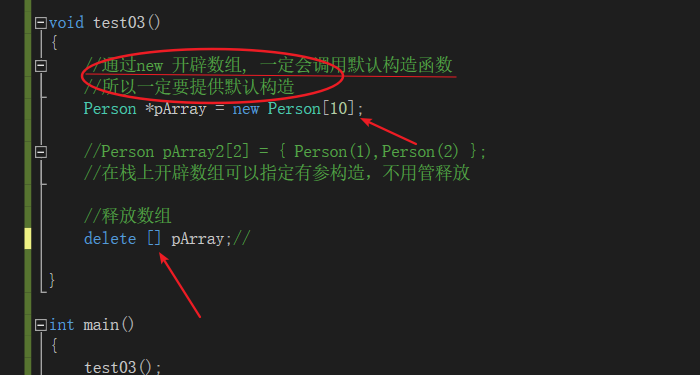 void test03()
{
//通过new 开辟数组, 一定会调用默认构造函数
//所以一定要提供默认构造
Person *pArray = new Person[10];
//Person pArray2[2] = { Person(1),Person(2) };
//在栈上开辟数组可以指定有参构造，不用管释放
//释放数组
delete [] pArray;//
}
int main()
{
test03();